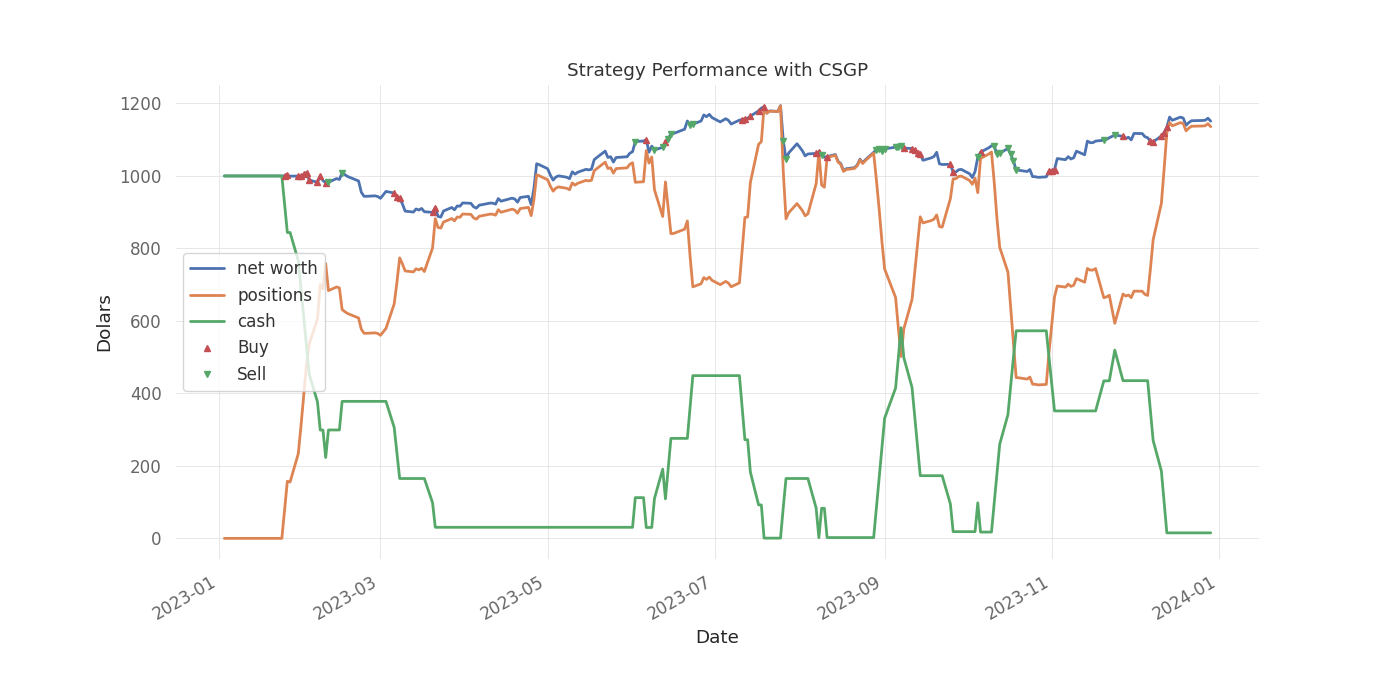 Strategy Performance with CSGP
Dolars
1200
1000
800
600
400
200
0
net worth
positions
cash
Buy
Sell
2023-01
2023-03
2023-05
2023-07
2023-09
2023-11
2024-01
Date